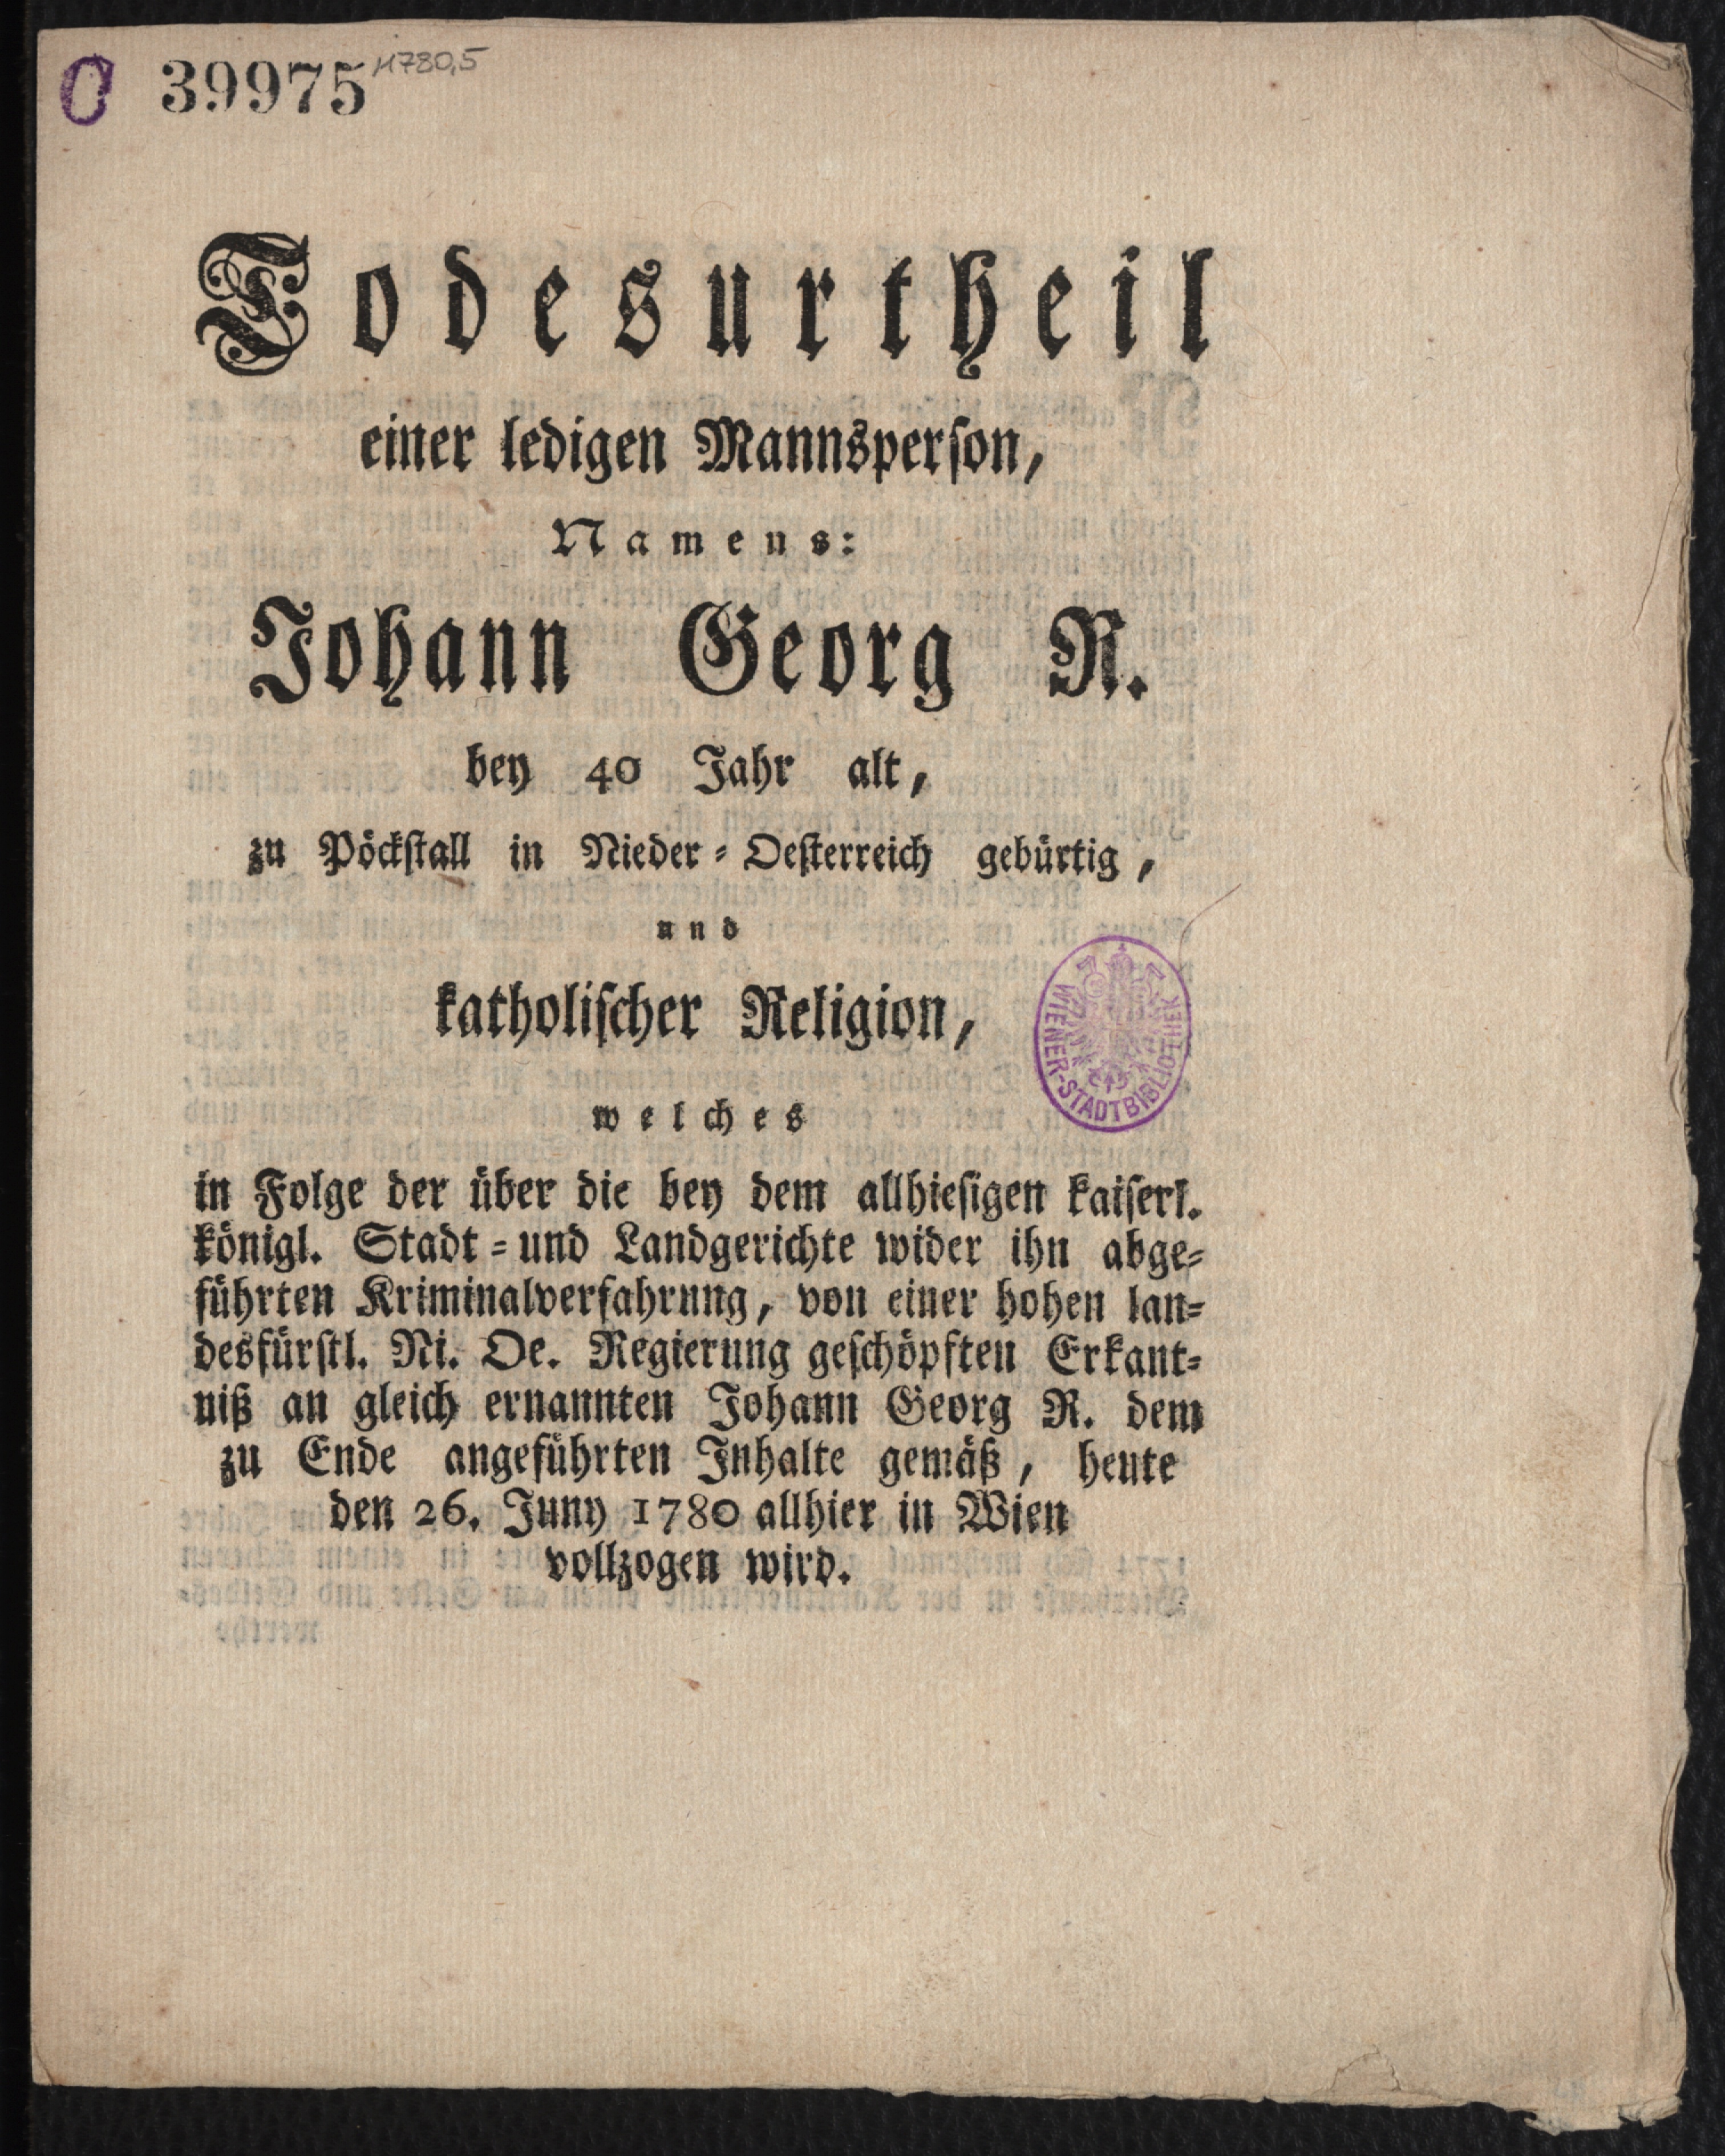 O 39975 1780,5
Todesurtheil
einer ledigen Mannsperſon,
Namens:
Johann Georg R.
bey 40 Jahr alt,
zu Pöckſtall in Nieder-Oeſterreich gebürtig,
und
katholiſcher Religion,
WIENER-STADTBIBLIOTHEK
welches
in Folge der über die bey dem allhieſigen kaiſerl.
königl. Stadt-und Landgerichte wider ihn abge-
führten Kriminalverfahrung, von einer hohen lan-
desfürſtl. Ni. Oe. Regierung geſchöpften Erkant-
niß an gleich ernannten Johann Georg R. dem
zu Ende angeführten Inhalte gemäß, heute
den 26. Juny 1780 allhier in Wien
vollzogen wird.